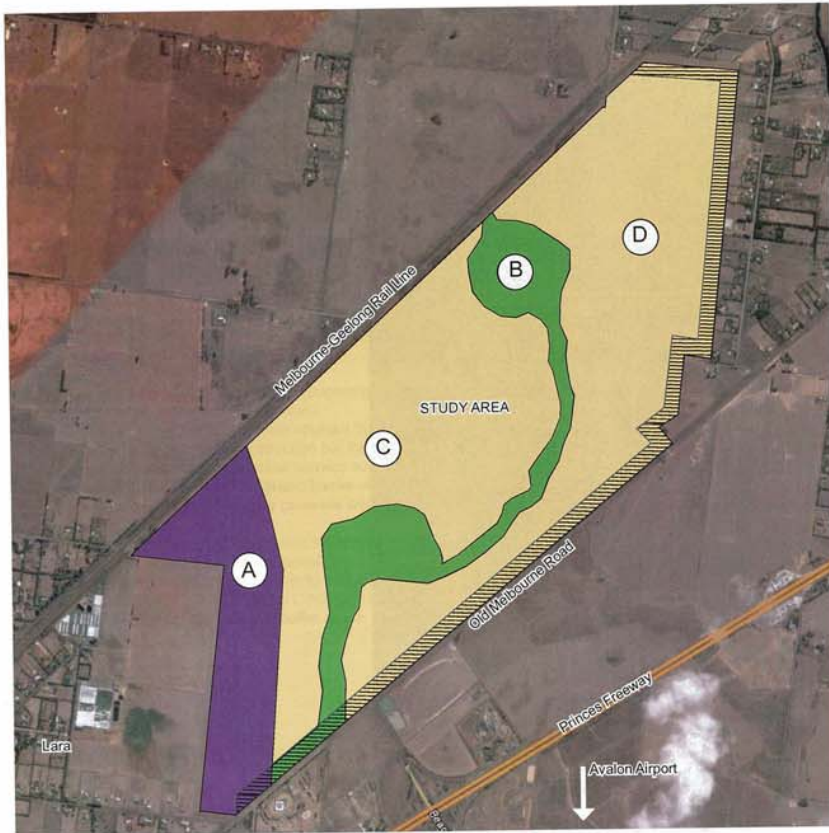 D
B
Melbourne-Geelong Rail Line
STUDY AREA
C
A
Old Melbourne Road
Princes Freeway
Lara
Avalon Airport